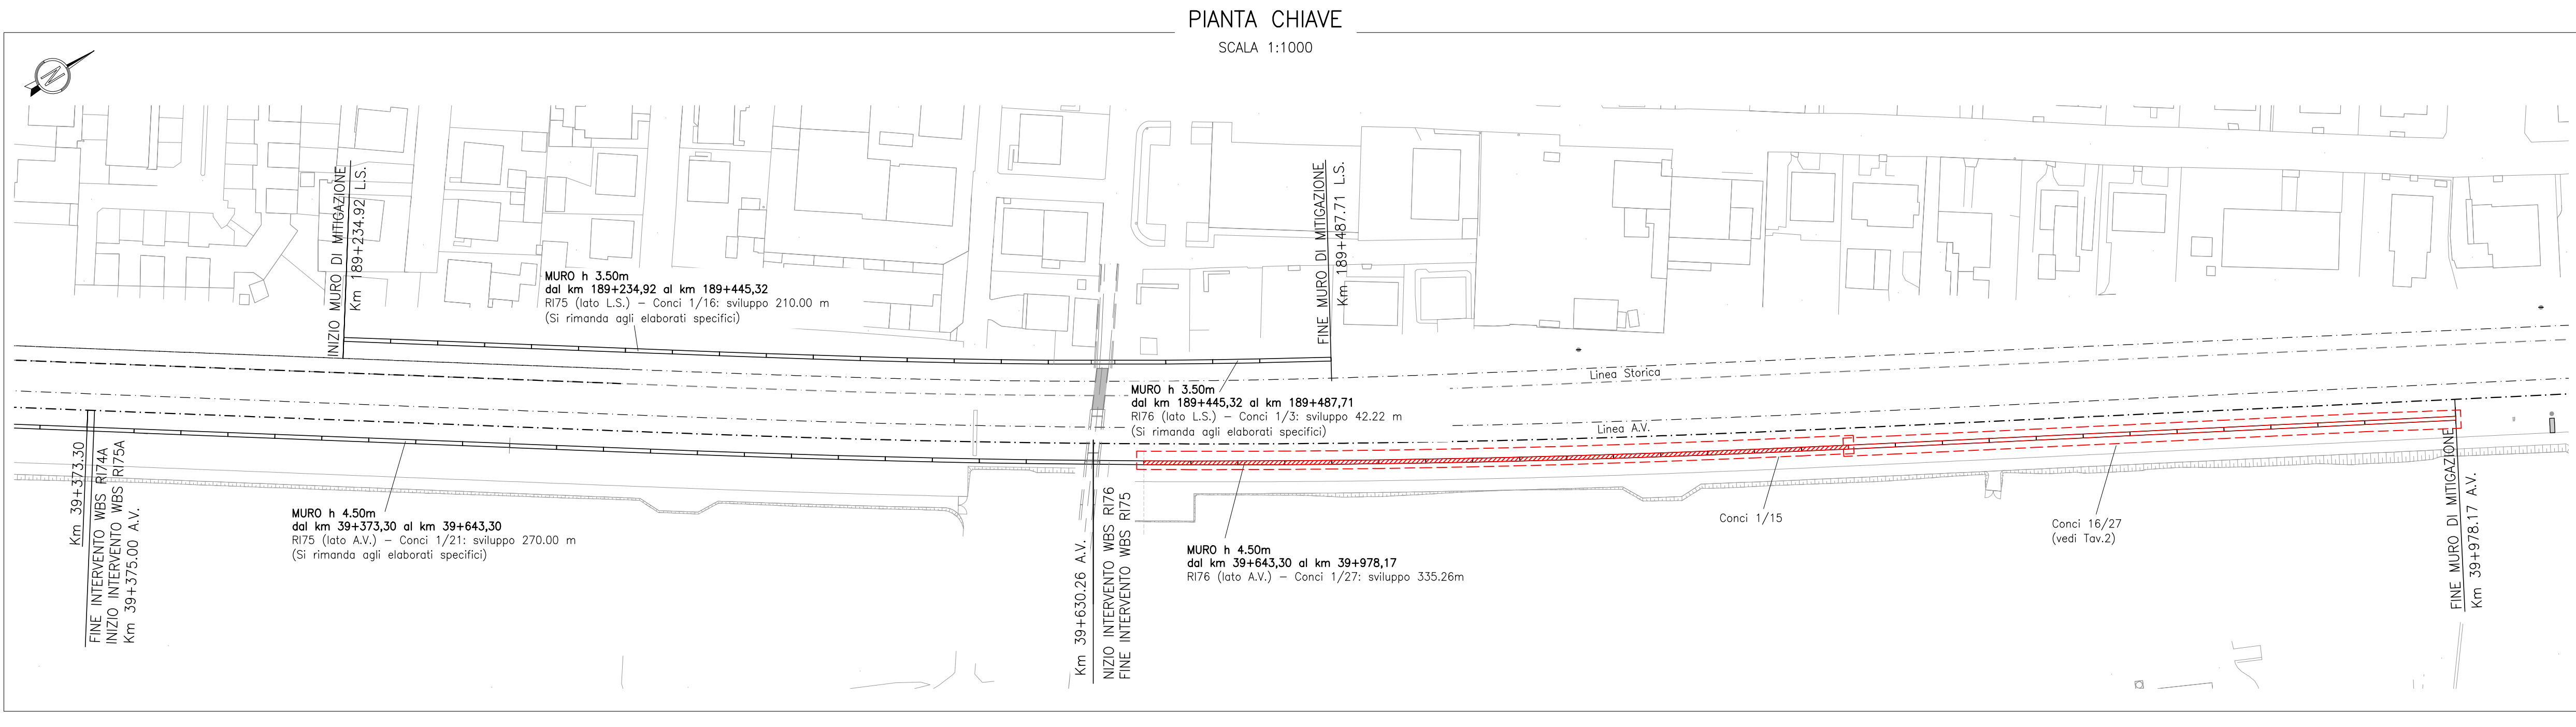 PIANTA CHIAVE
SCALA 1:1000
N
INIZIO MURO DI MITIGAZIONE
Km 189+234.92 L.S.
MURO h 3.50m
dal km 189+234,92 al km 189+445,32
RI75 (lato L.S.) – Conci 1/16: sviluppo 210.00 m
(Si rimanda agli elaborati specifici)
FINE MURO DI MITIGAZIONE
Km 189+487.71 L.S.
MURO h 3.50m
dal km 189+445,32 al km 189+487,71
RI76 (lato L.S.) – Conci 1/3: sviluppo 42.22 m
(Si rimanda agli elaborati specifici)
Linea Storica
Linea A.V.
Km 39+373.30
FINE INTERVENTO WBS RI74A
INIZIO INTERVENTO WBS RI75A
Km 39+375.00 A.V.
MURO h 4.50m
dal km 39+373,30 al km 39+643,30
RI75 (lato A.V.) – Conci 1/21: sviluppo 270.00 m
(Si rimanda agli elaborati specifici)
Km 39+630.26 A.V.
NIZIO INTERVENTO WBS RI76
FINE INTERVENTO WBS RI75
MURO h 4.50m
dal km 39+643,30 al km 39+978,17
RI76 (lato A.V.) – Conci 1/27: sviluppo 335.26m
Conci 1/15
Conci 16/27
(vedi Tav.2)
FINE MURO DI MITIGAZIONE
Km 39+978.17 A.V.